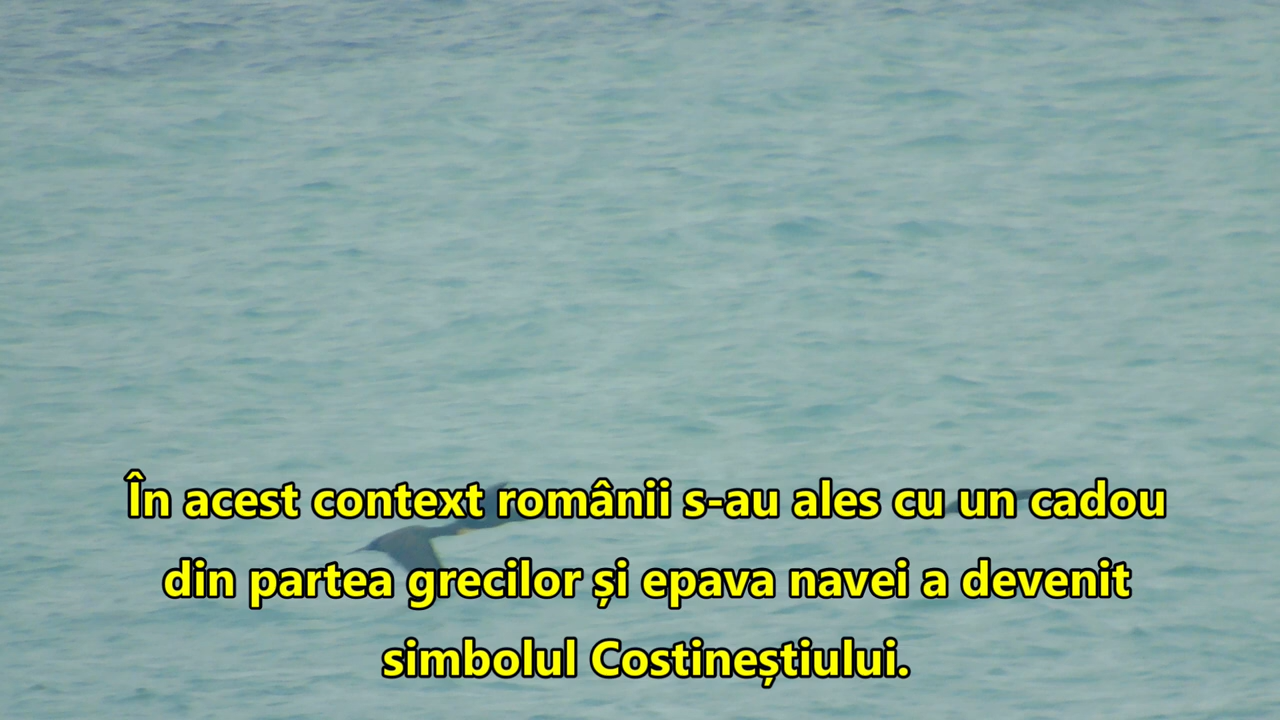 În acest context românii s-au ales cu un cadou
din partea grecilor și epava navei a devenit
simbolul Costineștiului.